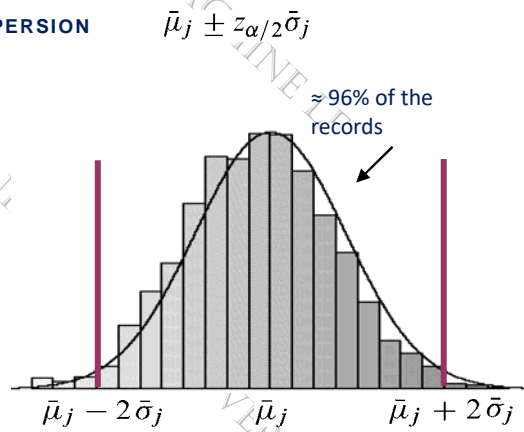 PERSION
μ̄ⱼ ± z_{α/2}σ̄ⱼ
≈ 96% of the
records
μ̄ⱼ − 2σ̄ⱼ
μ̄ⱼ
μ̄ⱼ + 2σ̄ⱼ